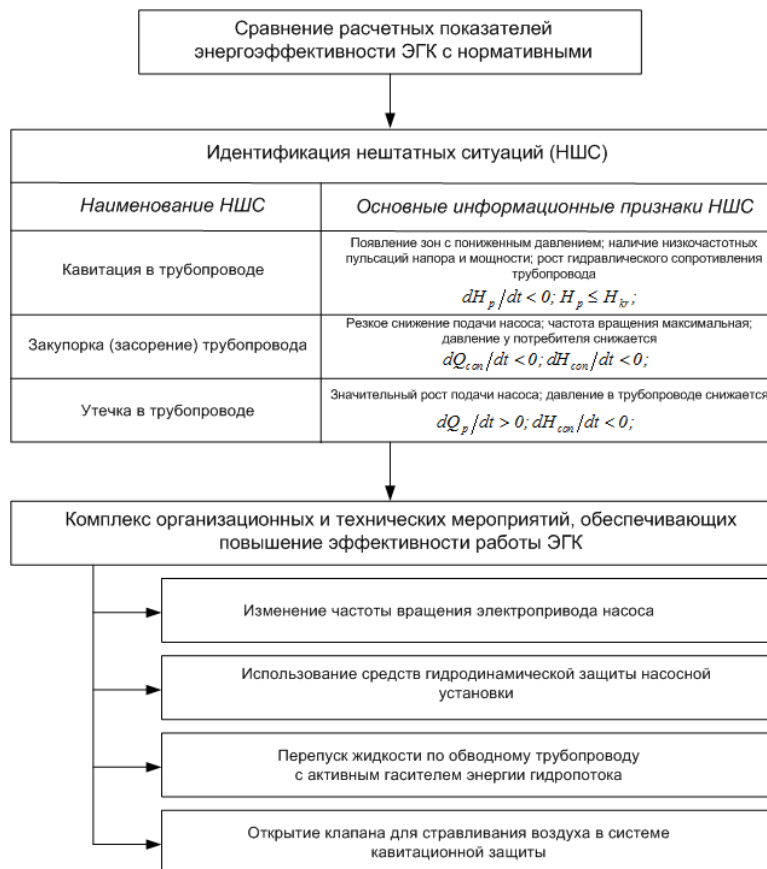 Сравнение расчетных показателей
энергоэффективности ЭГК с нормативными
Идентификация нештатных ситуаций (НШС)
Наименование НШС
Основные информационные признаки НШС
Кавитация в трубопроводе
Появление зон с пониженным давлением; наличие низкочастотных
пульсаций напора и мощности; рост гидравлического сопротивления
трубопровода
dH_p/dt < 0; H_p ≤ H_kr;
Закупорка (засорение) трубопровода
Резкое снижение подачи насоса; частота вращения максимальная;
давление у потребителя снижается
dQ_con/dt < 0; dH_con/dt < 0;
Утечка в трубопроводе
Значительный рост подачи насоса; давление в трубопроводе снижается
dQ_p/dt > 0; dH_con/dt < 0;
Комплекс организационных и технических мероприятий, обеспечивающих
повышение эффективности работы ЭГК
Изменение частоты вращения электропривода насоса
Использование средств гидродинамической защиты насосной
установки
Перепуск жидкости по обводному трубопроводу
с активным гасителем энергии гидропотока
Открытие клапана для стравливания воздуха в системе
кавитационной защиты